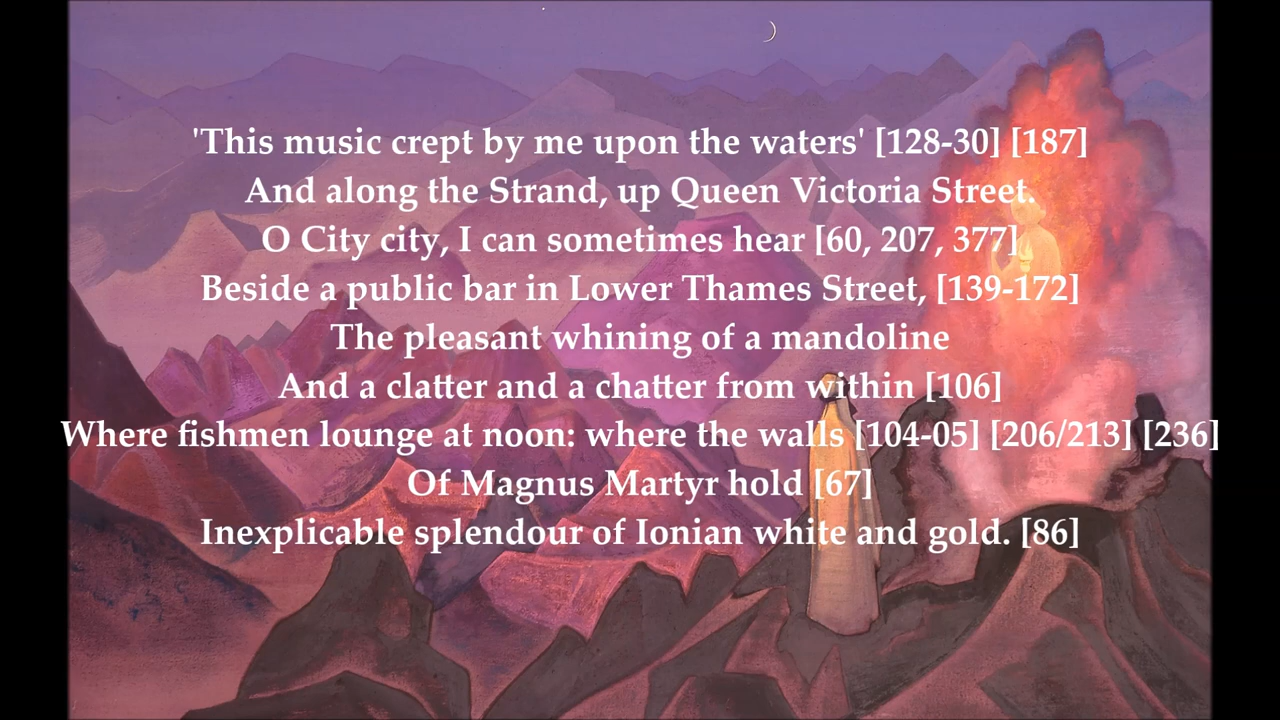 'This music crept by me upon the waters' [128-30] [187]
And along the Strand, up Queen Victoria Street.
O City city, I can sometimes hear [60, 207, 377]
Beside a public bar in Lower Thames Street, [139-172]
The pleasant whining of a mandoline
And a clatter and a chatter from within [106]
Where fishmen lounge at noon: where the walls [104-05] [206/213] [236]
Of Magnus Martyr hold [67]
Inexplicable splendour of Ionian white and gold. [86]